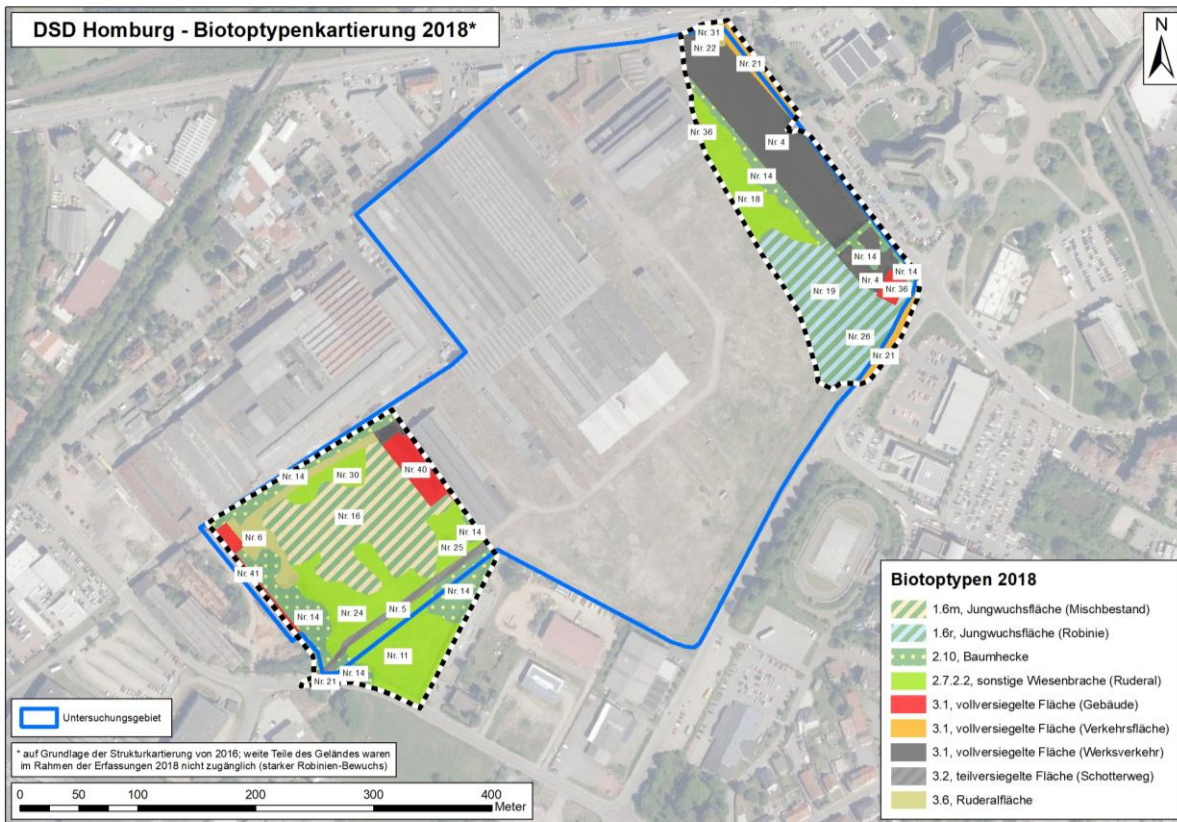 DSD Homburg - Biotoptypenkartierung 2018*
N
Nr. 31
Nr. 22
Nr. 21
Nr. 36
Nr. 4
Nr. 14
Nr. 18
Nr. 14
Nr. 14
Nr. 4
Nr. 36
Nr. 19
Nr. 26
Nr. 21
Nr. 14
Nr. 30
Nr. 40
Nr. 16
Nr. 6
Nr. 14
Nr. 25
Nr. 41
Nr. 14
Nr. 24
Nr. 5
Nr. 14
Nr. 11
Nr. 21
Nr. 14
Untersuchungsgebiet
* auf Grundlage der Strukturkartierung von 2016; weite Teile des Geländes waren
im Rahmen der Erfassungen 2018 nicht zugänglich (starker Robinien-Bewuchs)
0 50 100 200 300 400
Meter
Biotoptypen 2018
1.6m, Jungwuchsfläche (Mischbestand)
1.6r, Jungwuchsfläche (Robinie)
2.10, Baumhecke
2.7.2.2, sonstige Wiesenbrache (Ruderal)
3.1, vollversiegelte Fläche (Gebäude)
3.1, vollversiegelte Fläche (Verkehrsfläche)
3.1, vollversiegelte Fläche (Werksverkehr)
3.2, teilversiegelte Fläche (Schotterweg)
3.6, Ruderalfläche